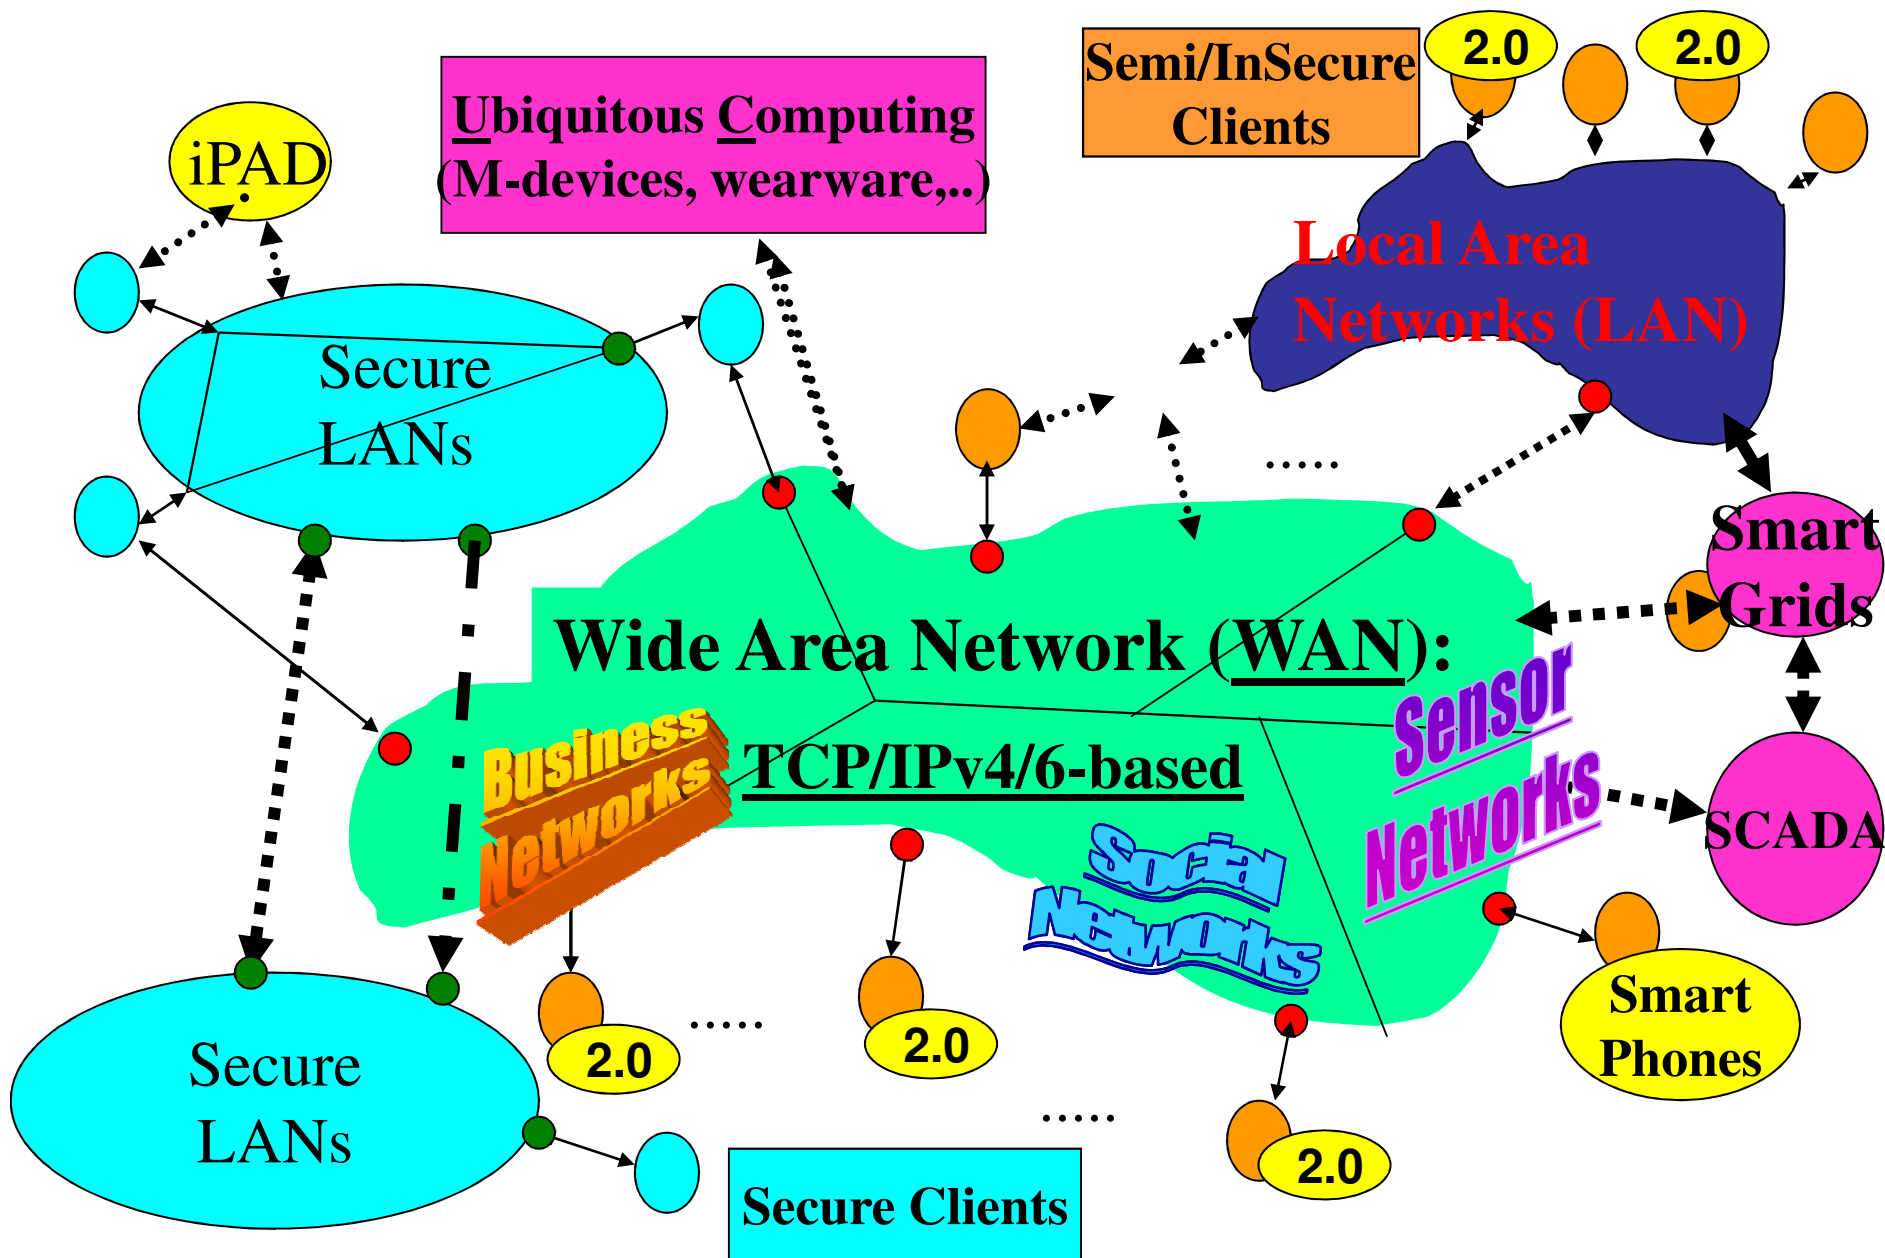 2.0
2.0
Semi/InSecure
Clients
Ubiquitous Computing
(M-devices, wearware,..)
iPAD
Local Area
Networks (LAN)
Secure
LANs
.....
Smart
Grids
Wide Area Network (WAN):
TCP/IPv4/6-based
Sensor
Networks
Business
Networks
SCADA
Social
Networks
Smart
Phones
.....
2.0
2.0
Secure
LANs
.....
2.0
Secure Clients